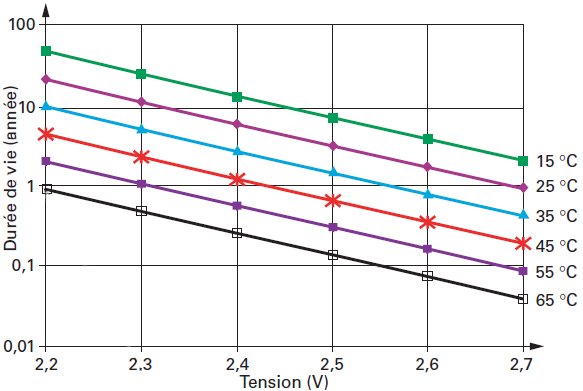 100
10
1
0,1
0,01
Durée de vie (année)
15 °C
25 °C
35 °C
45 °C
55 °C
65 °C
2,2 2,3 2,4 2,5 2,6 2,7
Tension (V)